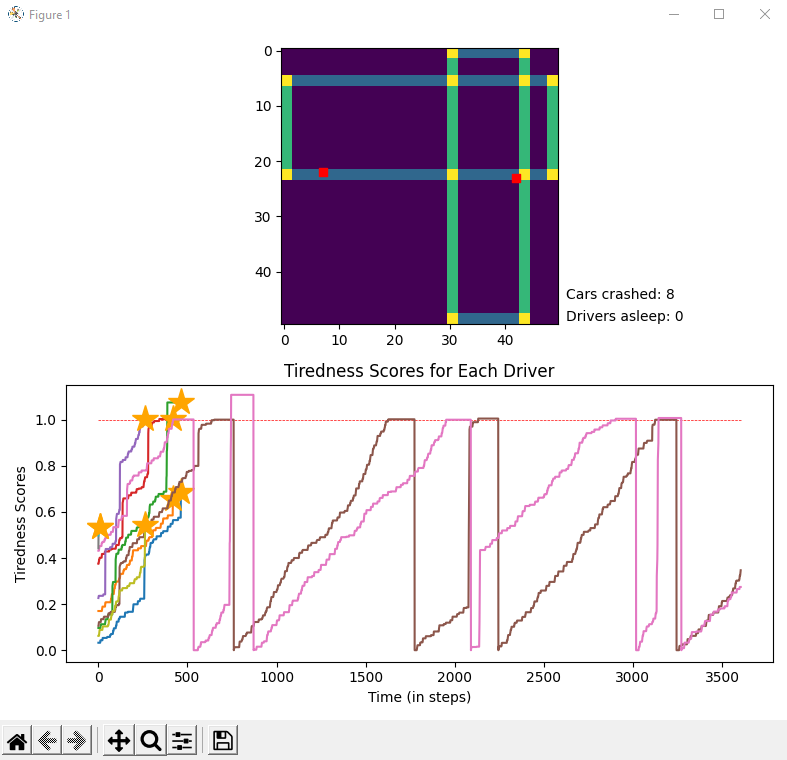 Figure 1
0
10
20
30
40
0 10 20 30 40
Cars crashed: 8
Drivers asleep: 0
Tiredness Scores for Each Driver
1.0
0.8
0.6
0.4
0.2
0.0
Tiredness Scores
0 500 1000 1500 2000 2500 3000 3500
Time (in steps)